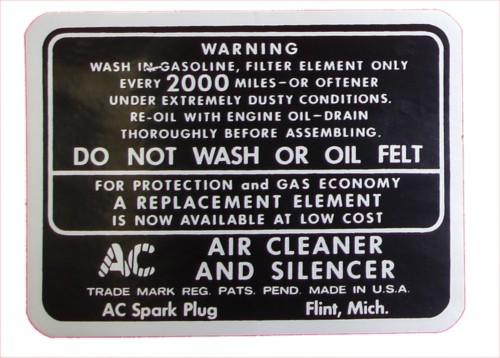 WARNING
WASH IN GASOLINE, FILTER ELEMENT ONLY
EVERY 2000 MILES-OR OFTENER
UNDER EXTREMELY DUSTY CONDITIONS.
RE-OIL WITH ENGINE OIL-DRAIN
THOROUGHLY BEFORE ASSEMBLING.
DO NOT WASH OR OIL FELT
FOR PROTECTION and GAS ECONOMY
A REPLACEMENT ELEMENT
IS NOW AVAILABLE AT LOW COST
AC AIR CLEANER
AND SILENCER
TRADE MARK REG. PATS. PEND. MADE IN U.S.A.
AC Spark Plug Flint, Mich.